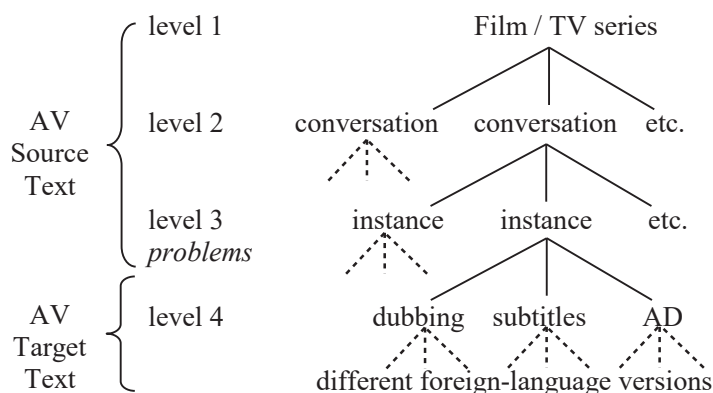 level 1 Film / TV series
AV
Source
Text
level 2 conversation conversation etc.
level 3 instance instance etc.
problems
AV
Target
Text
level 4 dubbing subtitles AD
different foreign-language versions